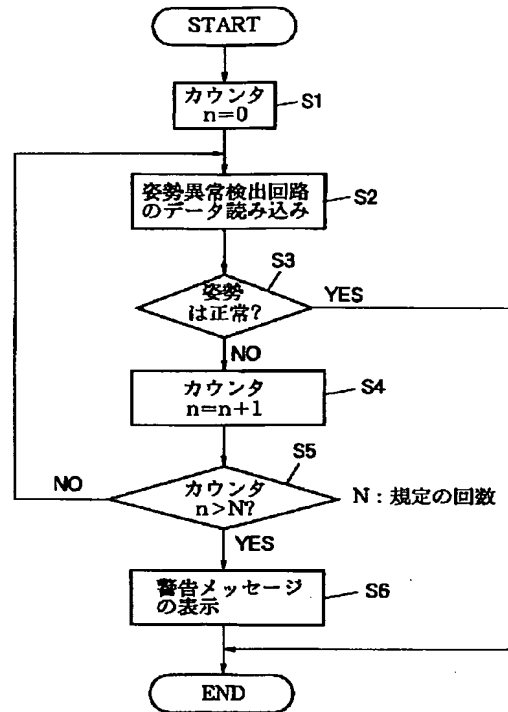 START
カウンタ
n=0
S1
姿勢異常検出回路
のデータ読み込み
S2
S3
姿勢
は正常?
YES
NO
カウンタ
n=n+1
S4
S5
NO
カウンタ
n>N?
N:規定の回数
YES
警告メッセージ
の表示
S6
END